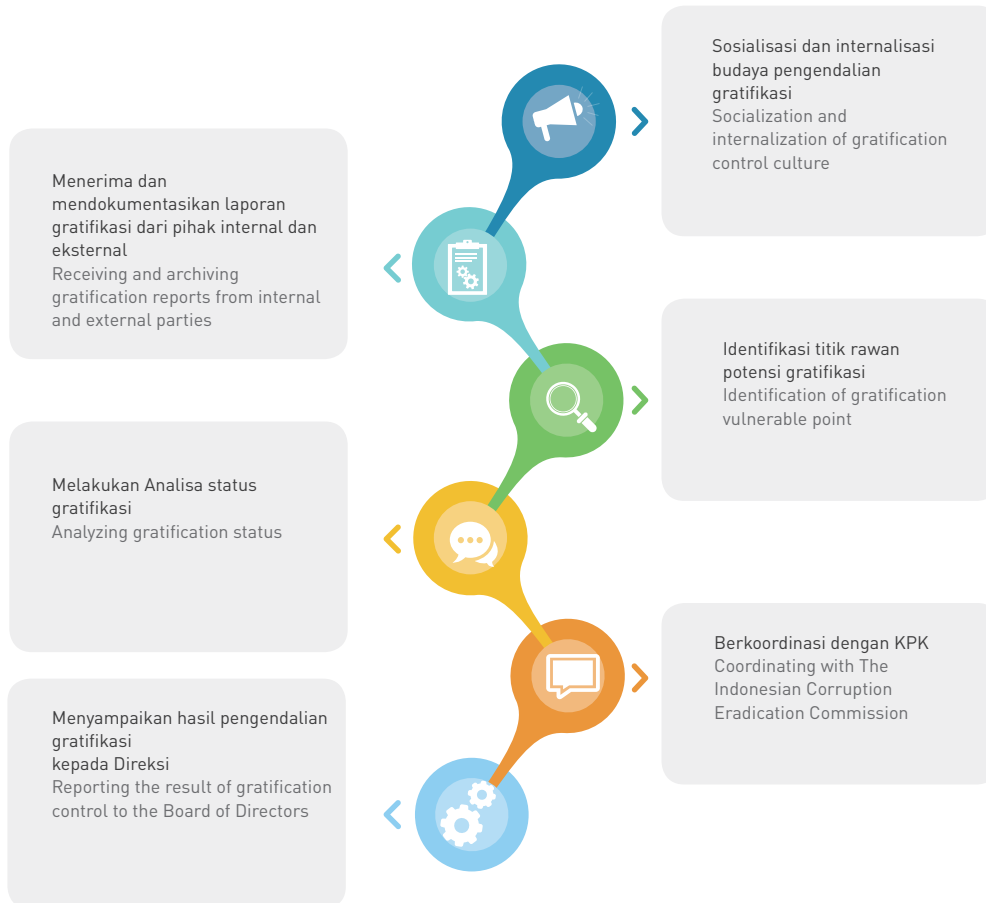 Sosialisasi dan internalisasi
budaya pengendalian
gratifikasi
Socialization and
internalization of gratification
control culture
Menerima dan
mendokumentasikan laporan
gratifikasi dari pihak internal dan
eksternal
Receiving and archiving
gratification reports from internal
and external parties
Identifikasi titik rawan
potensi gratifikasi
Identification of gratification
vulnerable point
Melakukan Analisa status
gratifikasi
Analyzing gratification status
Berkoordinasi dengan KPK
Coordinating with The
Indonesian Corruption
Eradication Commission
Menyampaikan hasil pengendalian
gratifikasi
kepada Direksi
Reporting the result of gratification
control to the Board of Directors